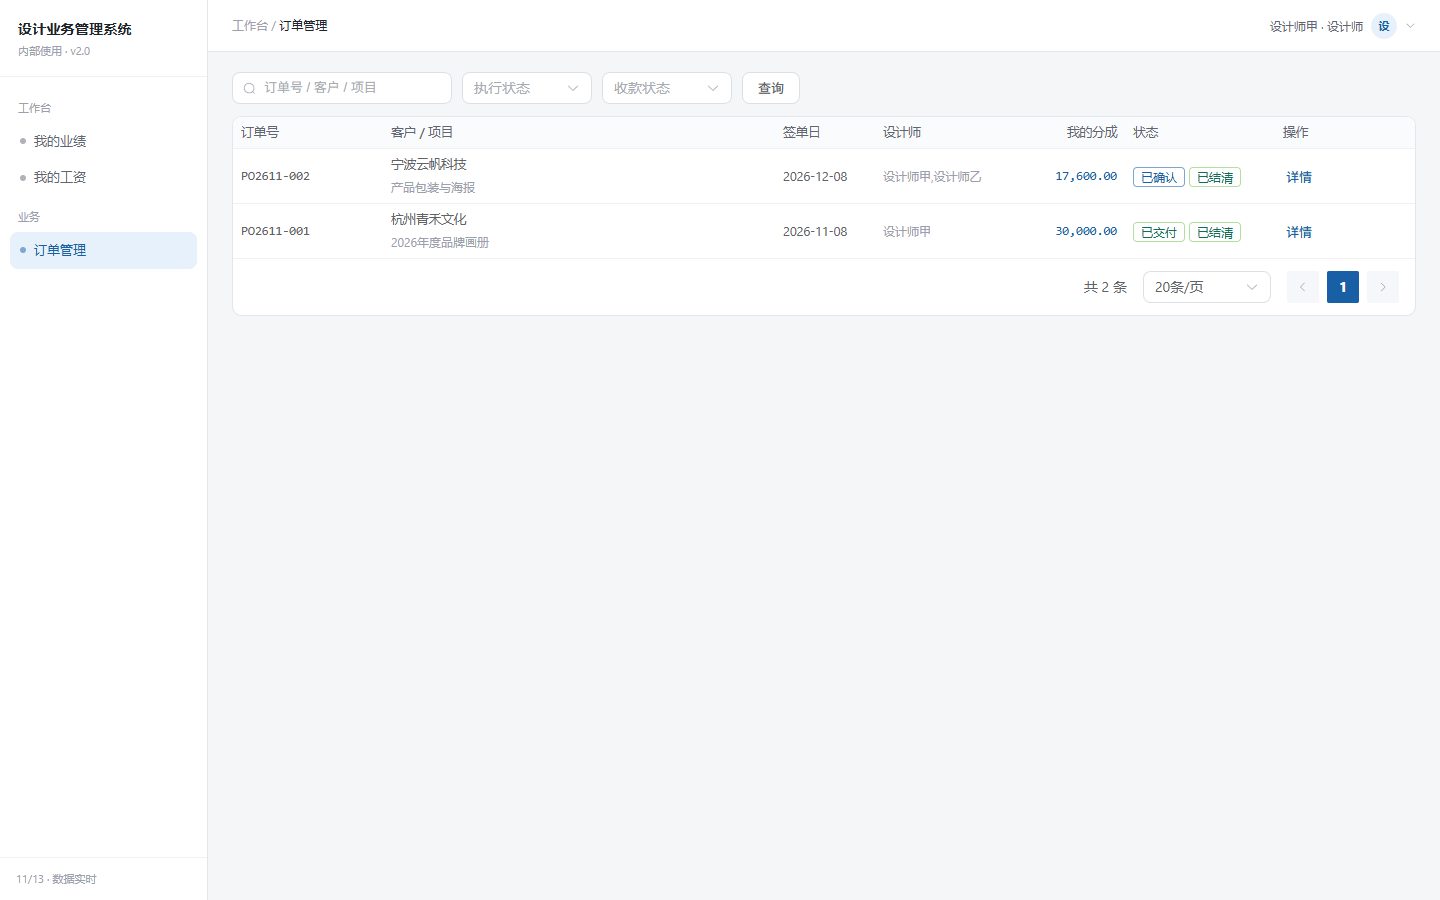 设计业务管理系统
内部使用 · v2.0
工作台
我的业绩
我的工资
业务
订单管理
11/13 · 数据实时
工作台 / 订单管理
设计师甲 · 设计师 设
订单号 / 客户 / 项目 执行状态 收款状态 查询
订单号 客户 / 项目 签单日 设计师 我的分成 状态 操作
PO2611-002 宁波云帆科技 产品包装与海报 2026-12-08 设计师甲,设计师乙 17,600.00 已确认 已结清 详情
PO2611-001 杭州青禾文化 2026年度品牌画册 2026-11-08 设计师甲 30,000.00 已交付 已结清 详情
共 2 条 20条/页 1